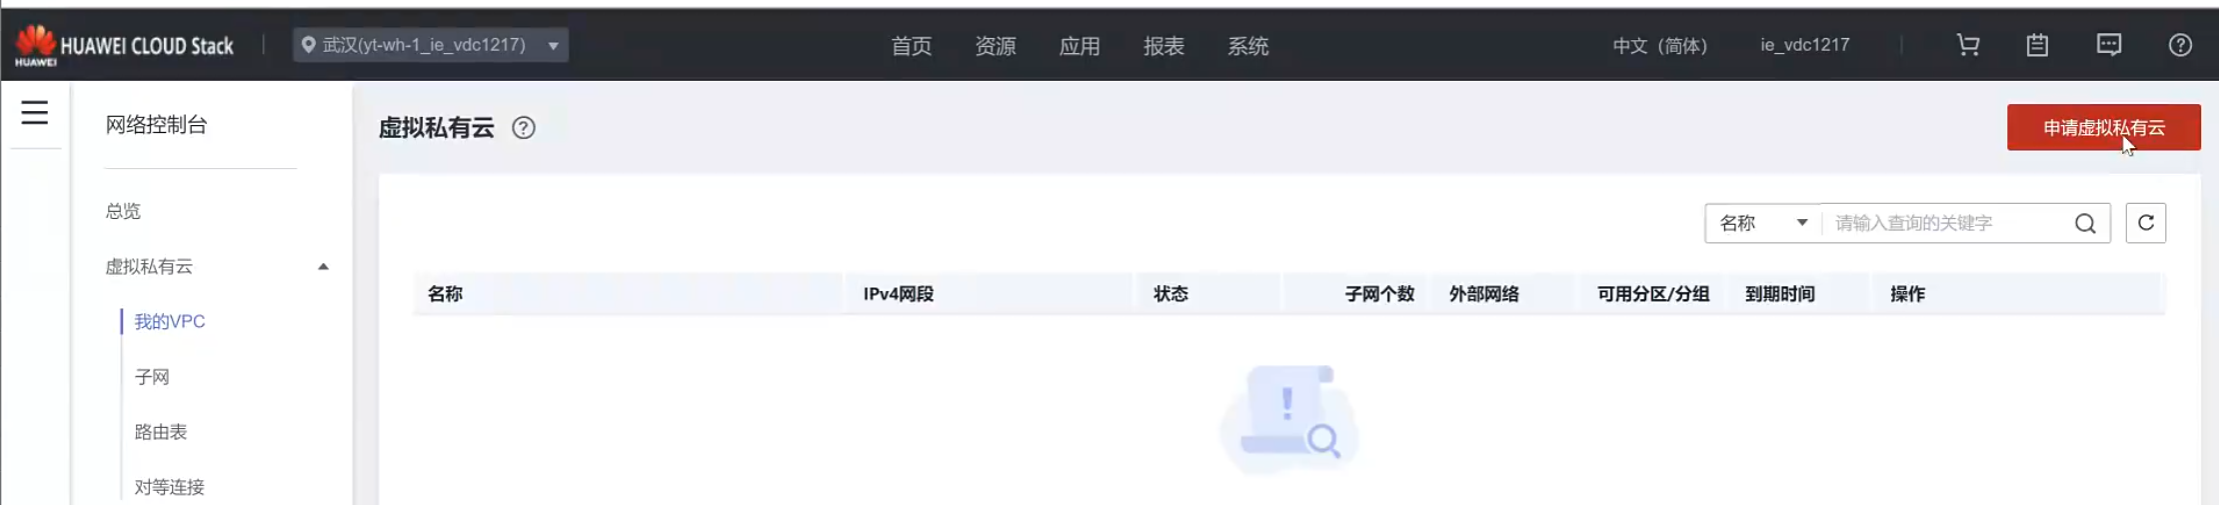 HUAWEI
HUAWEI CLOUD Stack
武汉(yt-wh-1_ie_vdc1217)
首页 资源 应用 报表 系统
中文（简体） ie_vdc1217
网络控制台
总览
虚拟私有云
我的VPC
子网
路由表
对等连接
虚拟私有云
申请虚拟私有云
名称 请输入查询的关键字
名称 IPv4网段 状态 子网个数 外部网络 可用分区/分组 到期时间 操作